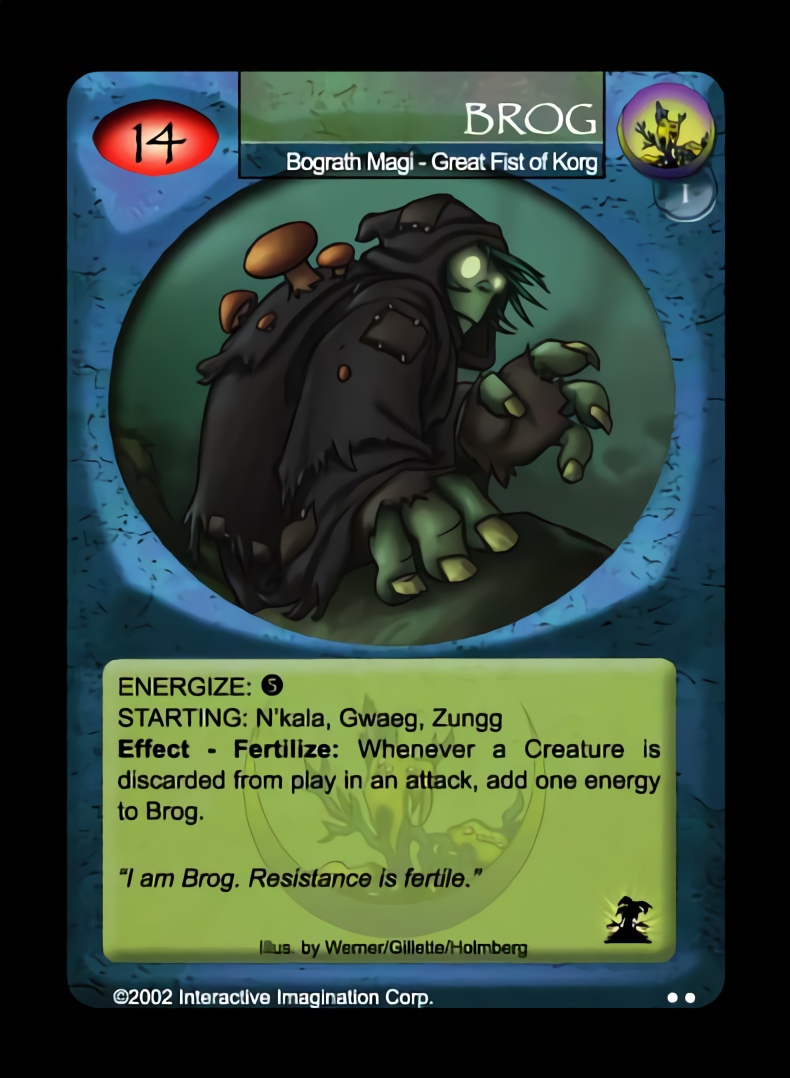 14
BROG
Bograth Magi - Great Fist of Korg
1
ENERGIZE: ❺
STARTING: N'kala, Gwaeg, Zungg
Effect - Fertilize: Whenever a Creature is
discarded from play in an attack, add one energy
to Brog.
"I am Brog. Resistance is fertile."
Illus. by Werner/Gillette/Holmberg
©2002 Interactive Imagination Corp.